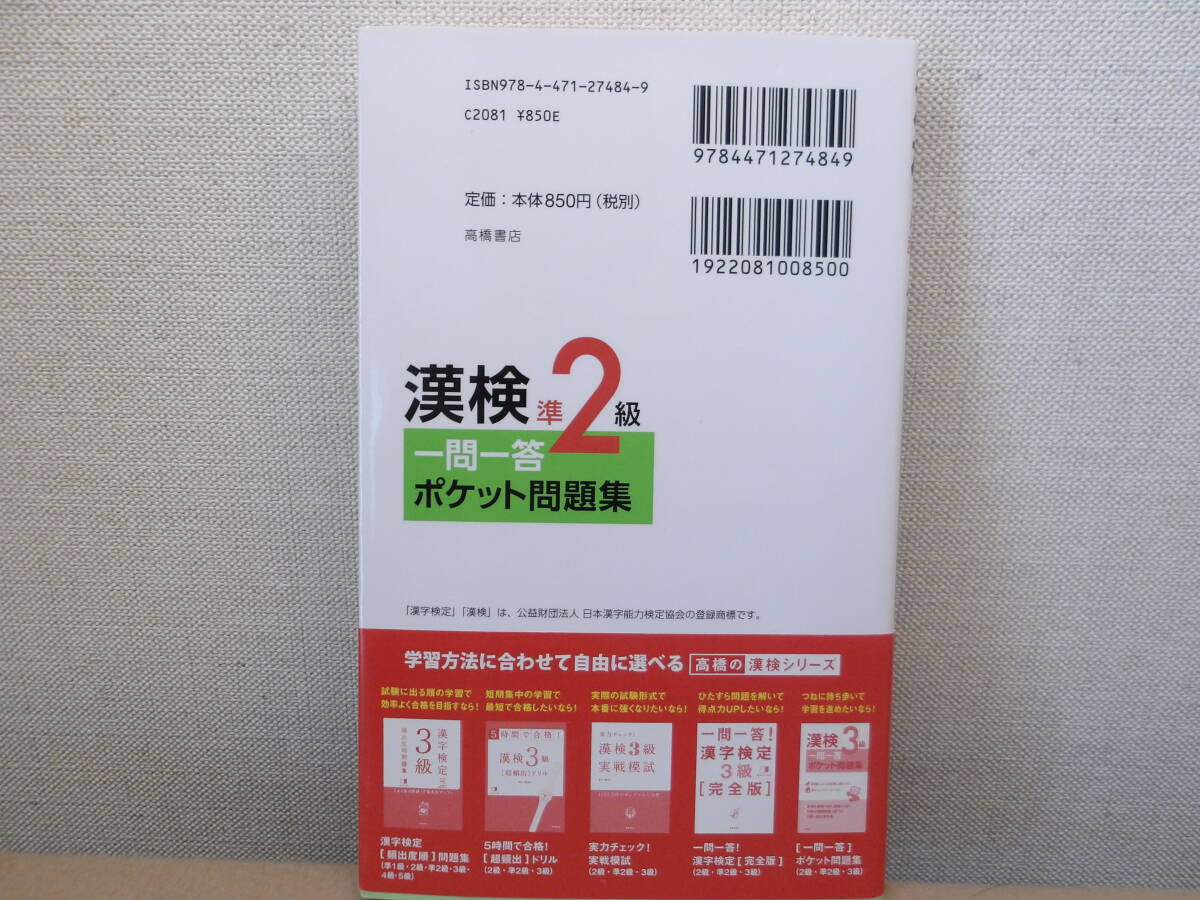 ISBN978-4-471-27484-9
C2081 ¥850E
9784471274849
定価：本体850円（税別）
高橋書店
1922081008500
漢検 準2級
一問一答
ポケット問題集
「漢字検定」「漢検」は、公益財団法人 日本漢字能力検定協会の登録商標です。
学習方法に合わせて自由に選べる 高橋の 漢検シリーズ
試験に出る順の学習で
効率よく合格を目指すなら！
漢字検定
3級
漢字検定
［頻出度順］問題集
（準1級・2級・準2級・3級・
4級・5級）
短期集中の学習で
最短で合格したいなら！
5時間で合格！
漢検3級
［超頻出］ドリル
5時間で合格！
［超頻出］ドリル
（2級・準2級・3級）
実際の試験形式で
本番に強くなりたいなら！
実力チェック！
漢検3級
実戦模試
実力チェック！
実戦模試
（2級・準2級・3級）
ひたすら問題を解いて
得点力UPしたいなら！
一問一答！
漢字検定
3級
［完全版］
一問一答！
漢字検定［完全版］
（2級・準2級・3級）
つねに持ち歩いて
学習を進めたいなら！
漢検3級
一問一答
ポケット問題集
［一問一答］
ポケット問題集
（2級・準2級・3級）